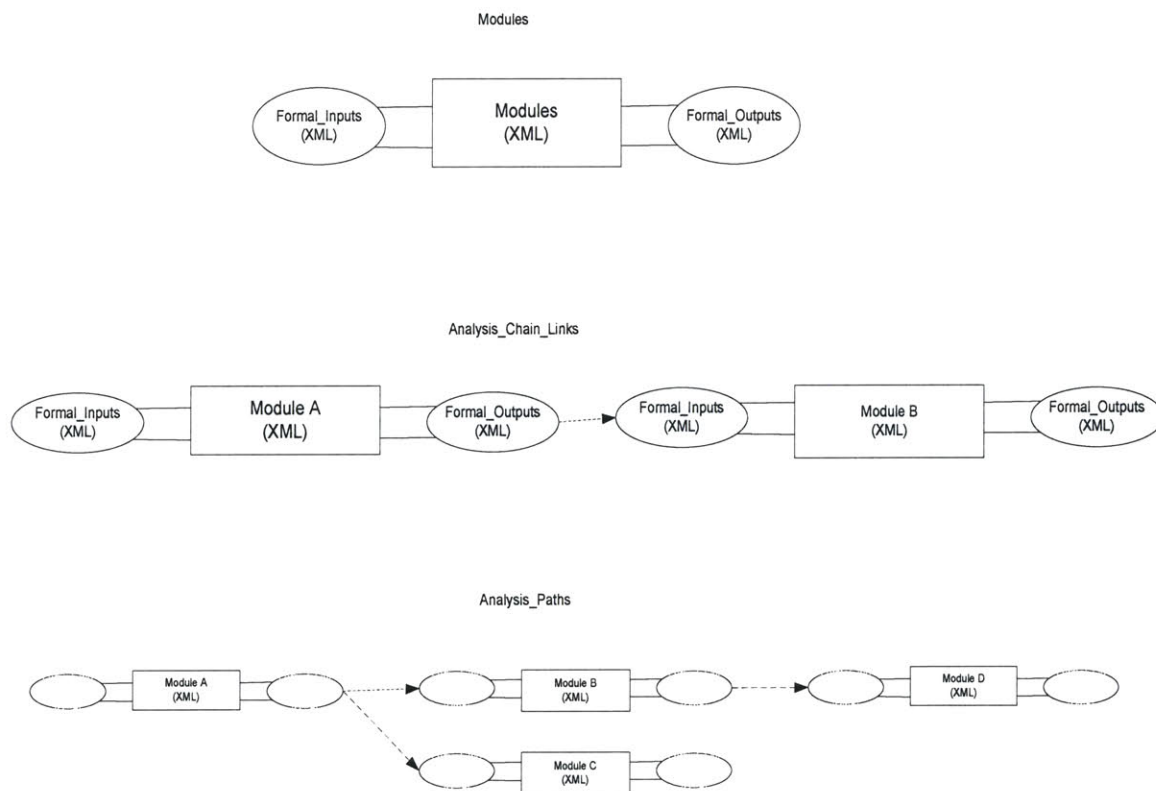 Modules
Formal_Inputs
(XML)
Modules
(XML)
Formal_Outputs
(XML)
Analysis_Chain_Links
Formal_Inputs
(XML)
Module A
(XML)
Formal_Outputs
(XML)
Formal_Inputs
(XML)
Module B
(XML)
Formal_Outputs
(XML)
Analysis_Paths
Module A
(XML)
Module B
(XML)
Module D
(XML)
Module C
(XML)